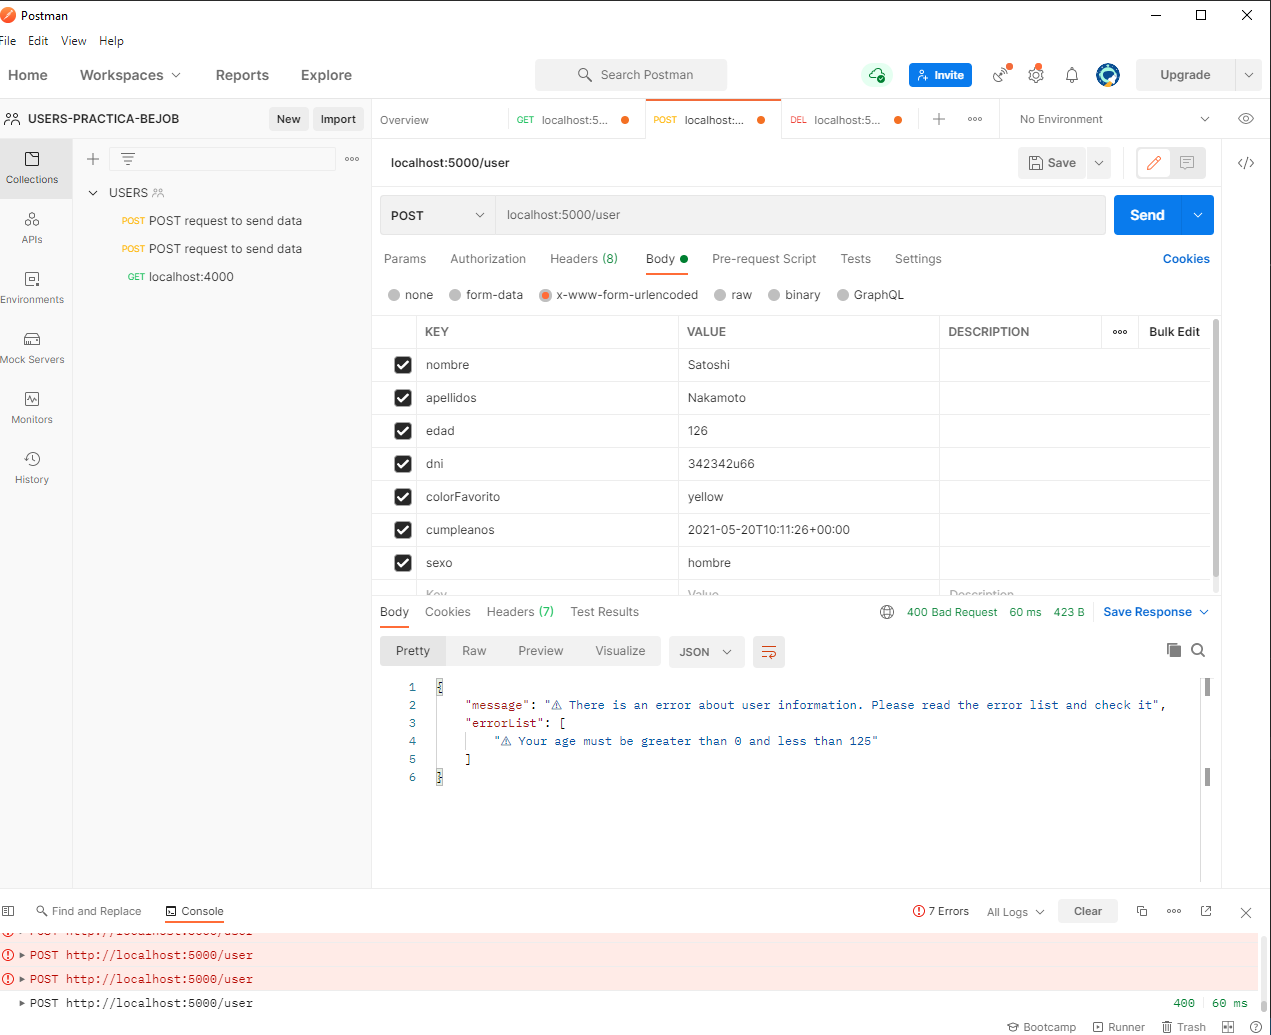 Postman
File Edit View Help
Home Workspaces Reports Explore Search Postman Invite Upgrade
USERS-PRACTICA-BEJOB New Import
Overview GET localhost:5... POST localhost:... DEL localhost:5... No Environment
Collections
APIs
Environments
Mock Servers
Monitors
History
USERS
POST POST request to send data
POST POST request to send data
GET localhost:4000
localhost:5000/user Save
POST localhost:5000/user Send
Params Authorization Headers (8) Body Pre-request Script Tests Settings Cookies
none form-data x-www-form-urlencoded raw binary GraphQL
KEY VALUE DESCRIPTION Bulk Edit
nombre Satoshi
apellidos Nakamoto
edad 126
dni 342342u66
colorFavorito yellow
cumpleanos 2021-05-20T10:11:26+00:00
sexo hombre
Key Value Description
Body Cookies Headers (7) Test Results 400 Bad Request 60 ms 423 B Save Response
Pretty Raw Preview Visualize JSON
1 {
2 "message": "⚠ There is an error about user information. Please read the error list and check it",
3 "errorList": [
4 "⚠ Your age must be greater than 0 and less than 125"
5 ]
6 }
Find and Replace Console 7 Errors All Logs Clear
POST http://localhost:5000/user
POST http://localhost:5000/user
POST http://localhost:5000/user
POST http://localhost:5000/user 400 60 ms
Bootcamp Runner Trash